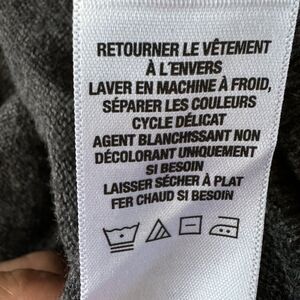 RETOURNER LE VÊTEMENT
À L'ENVERS
LAVER EN MACHINE À FROID,
SÉPARER LES COULEURS
CYCLE DÉLICAT
AGENT BLANCHISSANT NON
DÉCOLORANT UNIQUEMENT
SI BESOIN
LAISSER SÉCHER À PLAT
FER CHAUD SI BESOIN